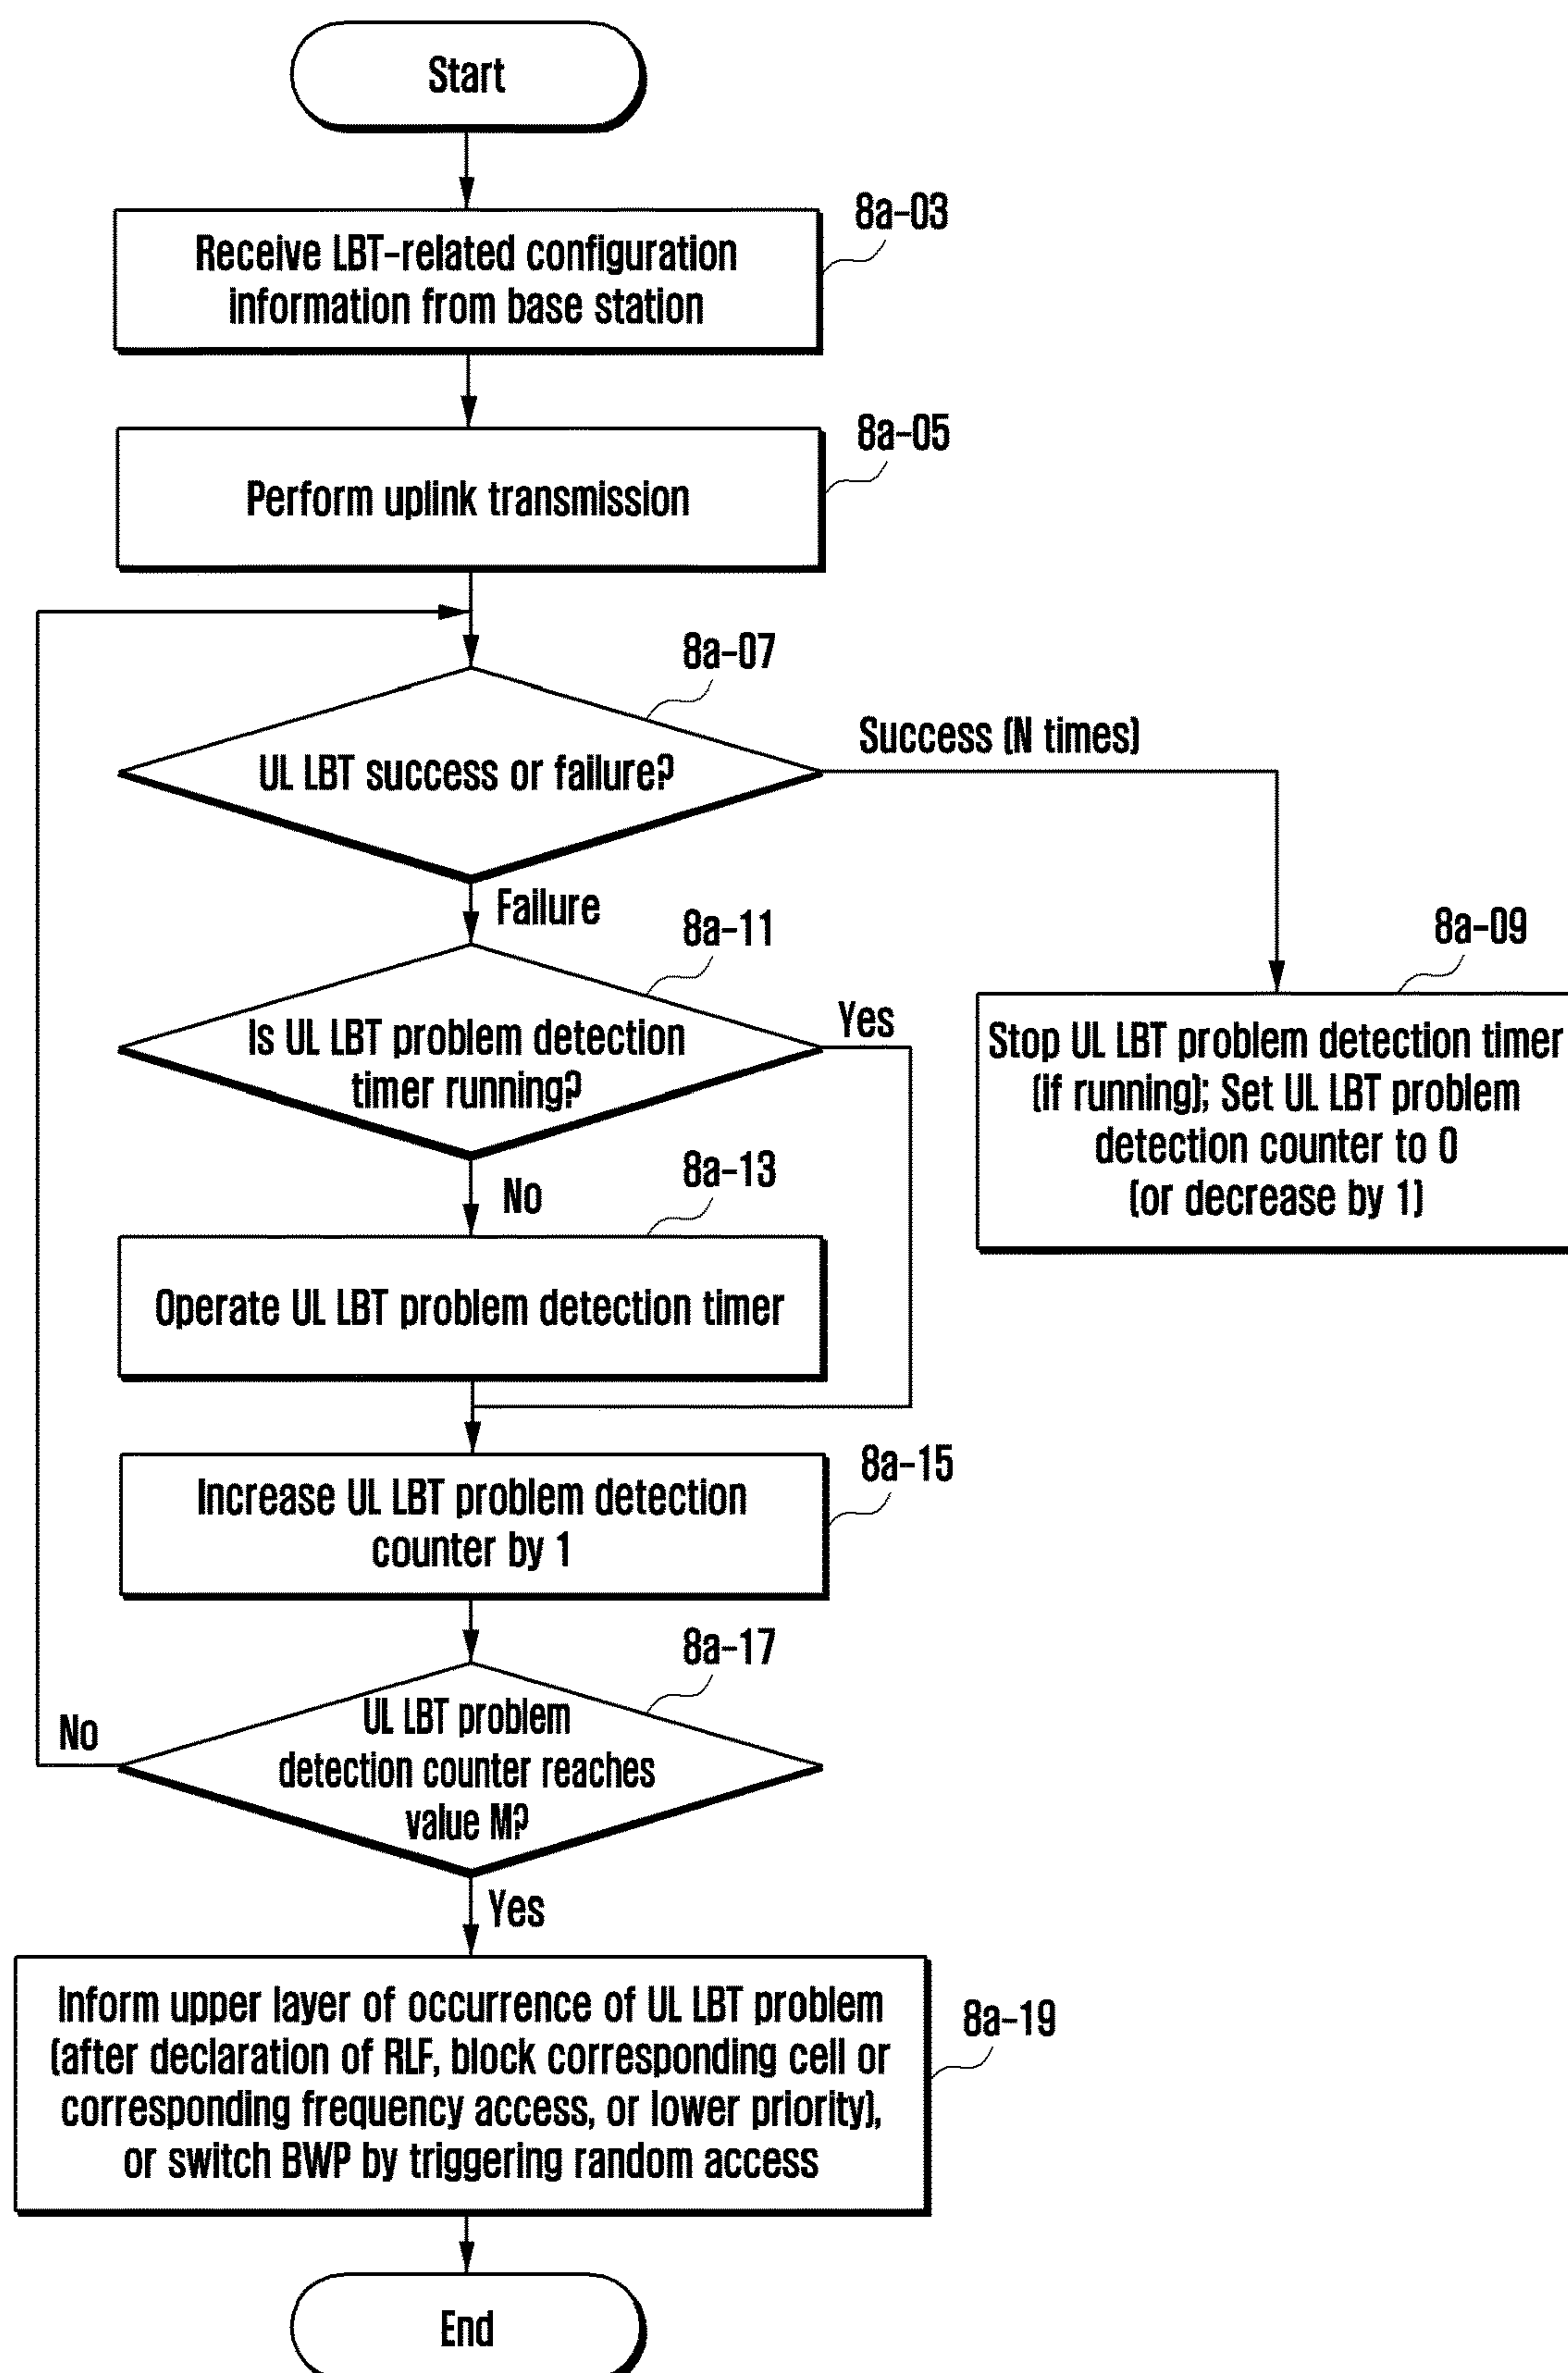 Start
8a-03
Receive LBT-related configuration
information from base station
8a-05
Perform uplink transmission
8a-07
Success (N times)
UL LBT success or failure?
Failure
8a-11
8a-09
Yes
Is UL LBT problem detection
timer running?
Stop UL LBT problem detection timer
(if running); Set UL LBT problem
detection counter to 0
(or decrease by 1)
8a-13
No
Operate UL LBT problem detection timer
8a-15
Increase UL LBT problem detection
counter by 1
8a-17
No
UL LBT problem
detection counter reaches
value M?
Yes
Inform upper layer of occurrence of UL LBT problem
(after declaration of RLF, block corresponding cell or
corresponding frequency access, or lower priority),
or switch BWP by triggering random access
8a-19
End